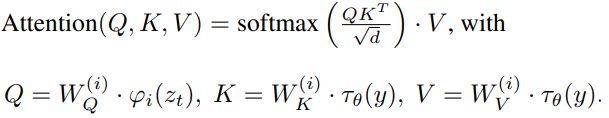 Attention(Q, K, V) = softmax(QK^T/√d) · V, with
Q = W_Q^(i) · φ_i(z_t), K = W_K^(i) · τ_θ(y), V = W_V^(i) · τ_θ(y).